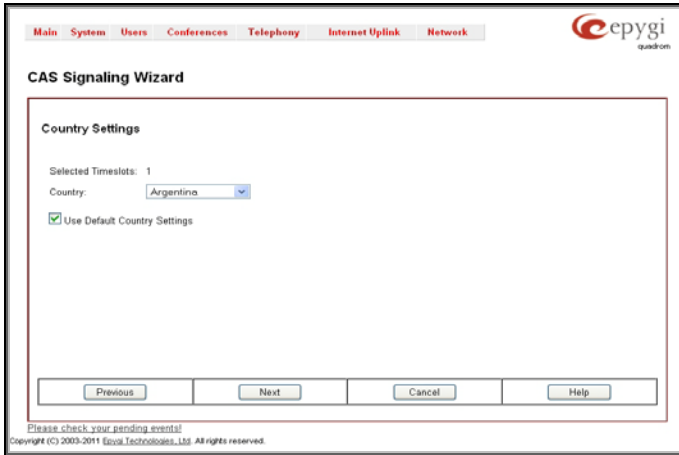 Main System Users Conferences Telephony Internet Uplink Network
epygi
quadrom
CAS Signaling Wizard
Country Settings
Selected Timeslots: 1
Country: Argentina
Use Default Country Settings
Previous Next Cancel Help
Please check your pending events!
Copyright (C) 2003-2011 Epygi Technologies, Ltd. All rights reserved.